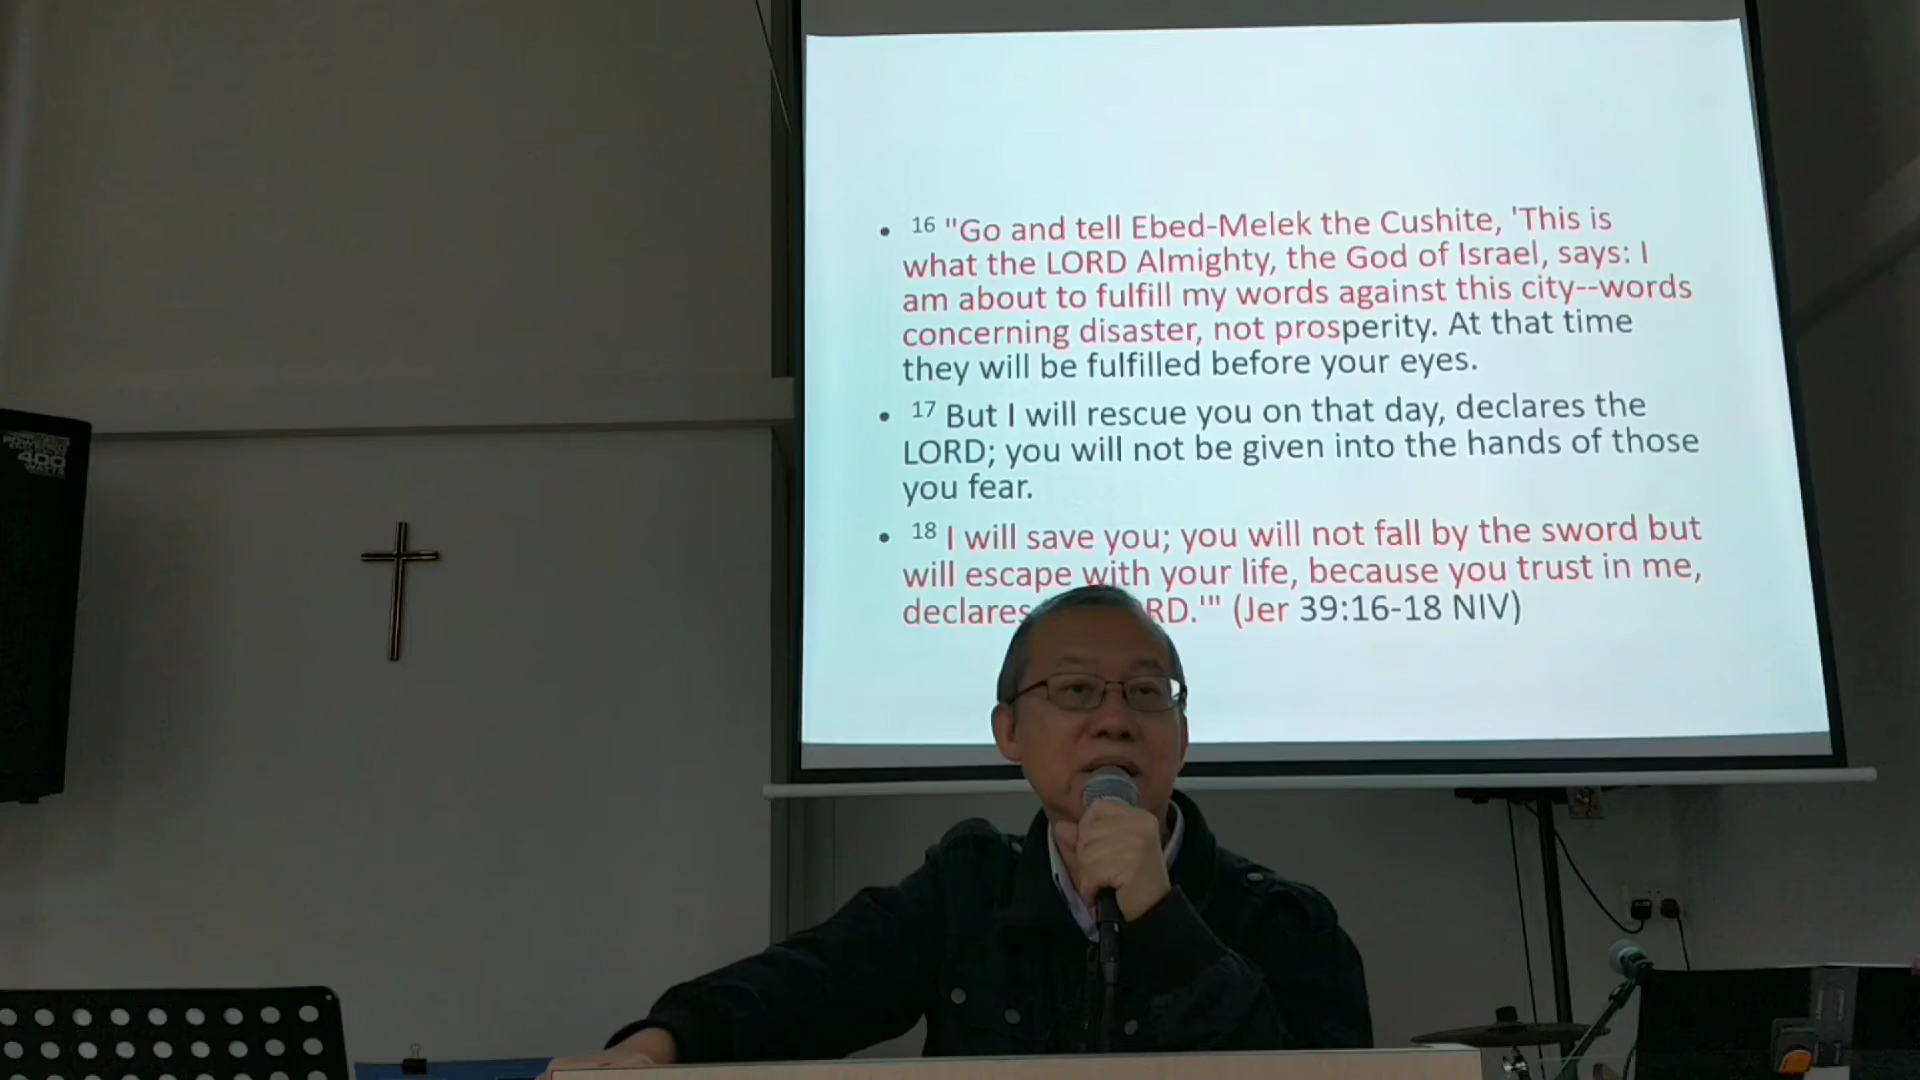 16 "Go and tell Ebed-Melek the Cushite, 'This is
what the LORD Almighty, the God of Israel, says: I
am about to fulfill my words against this city--words
concerning disaster, not prosperity. At that time
they will be fulfilled before your eyes.
17 But I will rescue you on that day, declares the
LORD; you will not be given into the hands of those
you fear.
18 I will save you; you will not fall by the sword but
will escape with your life, because you trust in me,
declares RD.'" (Jer 39:16-18 NIV)
400
WATTS